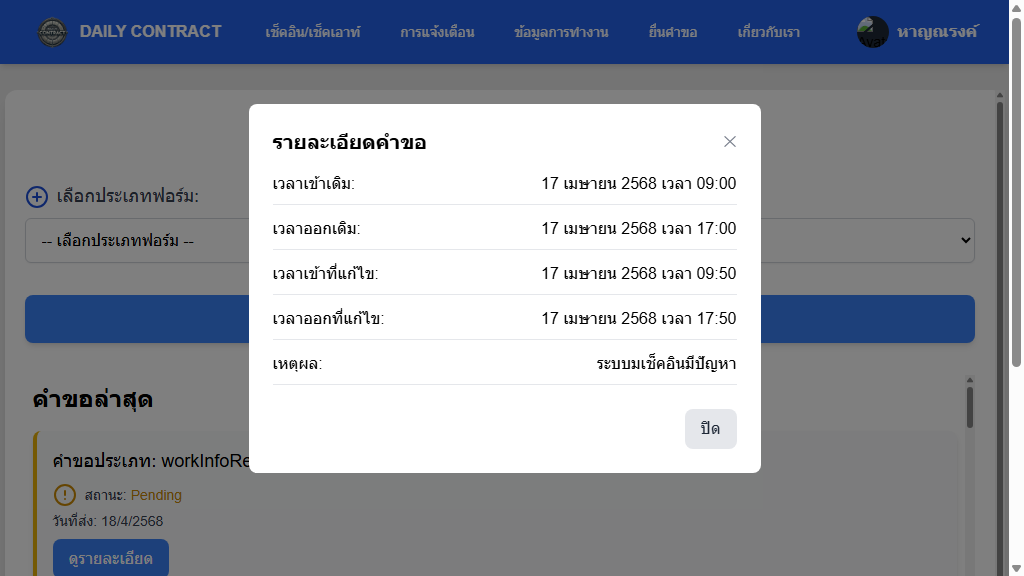 DAILY CONTRACT
เช็คอิน/เช็คเอาท์
การแจ้งเตือน
ข้อมูลการทำงาน
ยื่นคำขอ
เกี่ยวกับเรา
หาญณรงค์
รายละเอียดคำขอ
เวลาเข้าเดิม: 17 เมษายน 2568 เวลา 09:00
เวลาออกเดิม: 17 เมษายน 2568 เวลา 17:00
เวลาเข้าที่แก้ไข: 17 เมษายน 2568 เวลา 09:50
เวลาออกที่แก้ไข: 17 เมษายน 2568 เวลา 17:50
เหตุผล: ระบบมเช็คอินมีปัญหา
ปิด
เลือกประเภทฟอร์ม:
-- เลือกประเภทฟอร์ม --
คำขอล่าสุด
คำขอประเภท: workInfoRe
สถานะ: Pending
วันที่ส่ง: 18/4/2568
ดูรายละเอียด